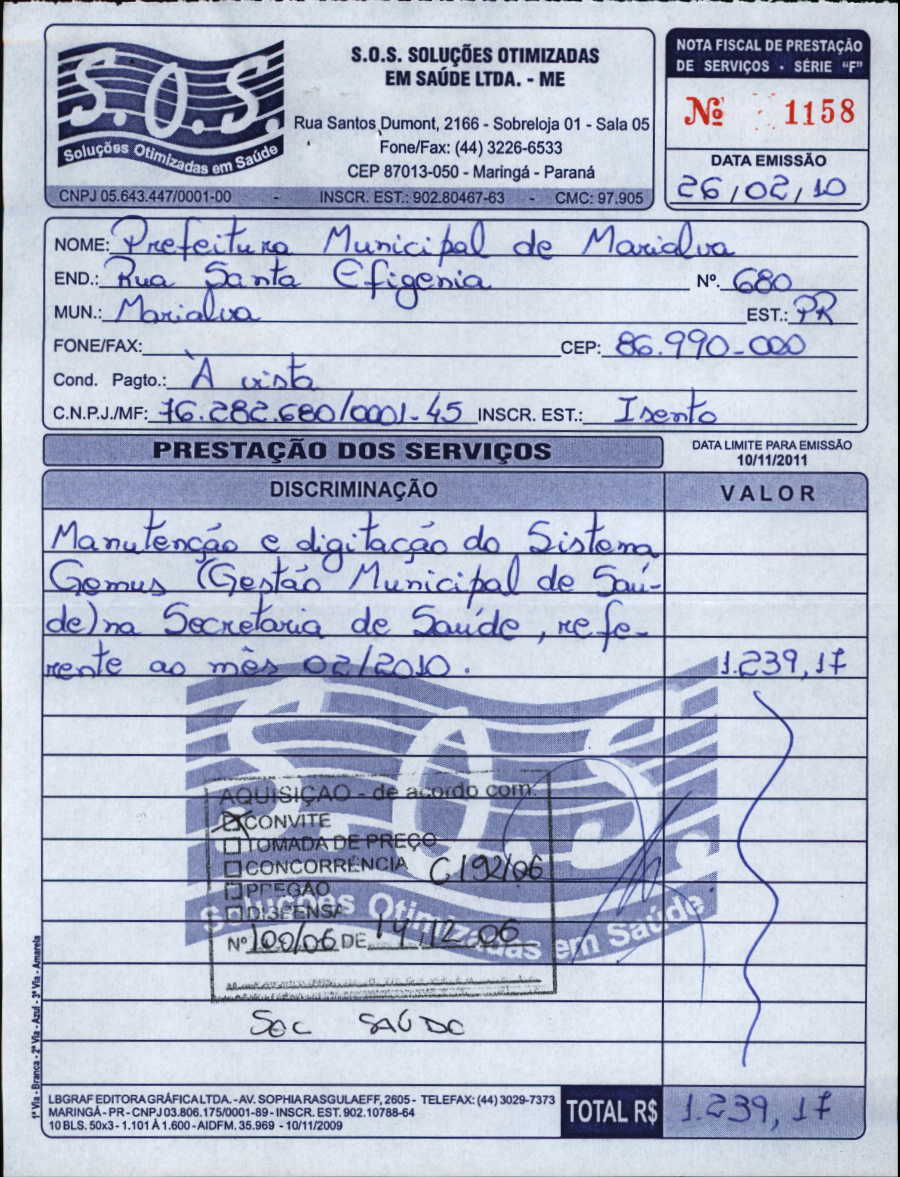 S.O.S.
Soluções Otimizadas em Saúde
S.O.S. SOLUÇÕES OTIMIZADAS
EM SAÚDE LTDA. - ME
Rua Santos Dumont, 2166 - Sobreloja 01 - Sala 05
Fone/Fax: (44) 3226-6533
CEP 87013-050 - Maringá - Paraná
CNPJ 05.643.447/0001-00 - INSCR. EST.: 902.80467-63 - CMC: 97.905
NOTA FISCAL DE PRESTAÇÃO
DE SERVIÇOS - SÉRIE "F"
Nº 1158
DATA EMISSÃO
26/02/10
NOME: Prefeitura Municipal de Marialva
END.: Rua Santa Efigenia Nº. 680
MUN.: Marialva EST.: PR
FONE/FAX: CEP: 86.990-000
Cond. Pagto.: À vista
C.N.P.J./MF: 76.282.680/0001-45 INSCR. EST.: Isento
PRESTAÇÃO DOS SERVIÇOS
DATA LIMITE PARA EMISSÃO
10/11/2011
DISCRIMINAÇÃO VALOR
Manutenção e digitação do Sistema
Gemus (Gestão Municipal de Saú-
de) na Secretaria de Saúde, refe-
rente ao mês 02/2010. 1.239,17
S.O.S.
Soluções Otimizadas em Saúde
AQUISIÇÃO - de acordo com:
CONVITE
TOMADA DE PREÇO
CONCORRÊNCIA C192/06
PREGÃO
DISPENSA
Nº 100/06 DE 14/12/06
SEC SAÚDE
1ª Via - Branca - 2ª Via - Azul - 3ª Via - Amarela
LBGRAF EDITORA GRÁFICA LTDA. - AV. SOPHIA RASGULAEFF, 2605 - TELEFAX: (44) 3029-7373
MARINGÁ - PR - CNPJ 03.806.175/0001-89 - INSCR. EST. 902.10788-64
10 BLS. 50x3 - 1.101 À 1.600 - AIDFM. 35.969 - 10/11/2009
TOTAL R$ 1.239,17